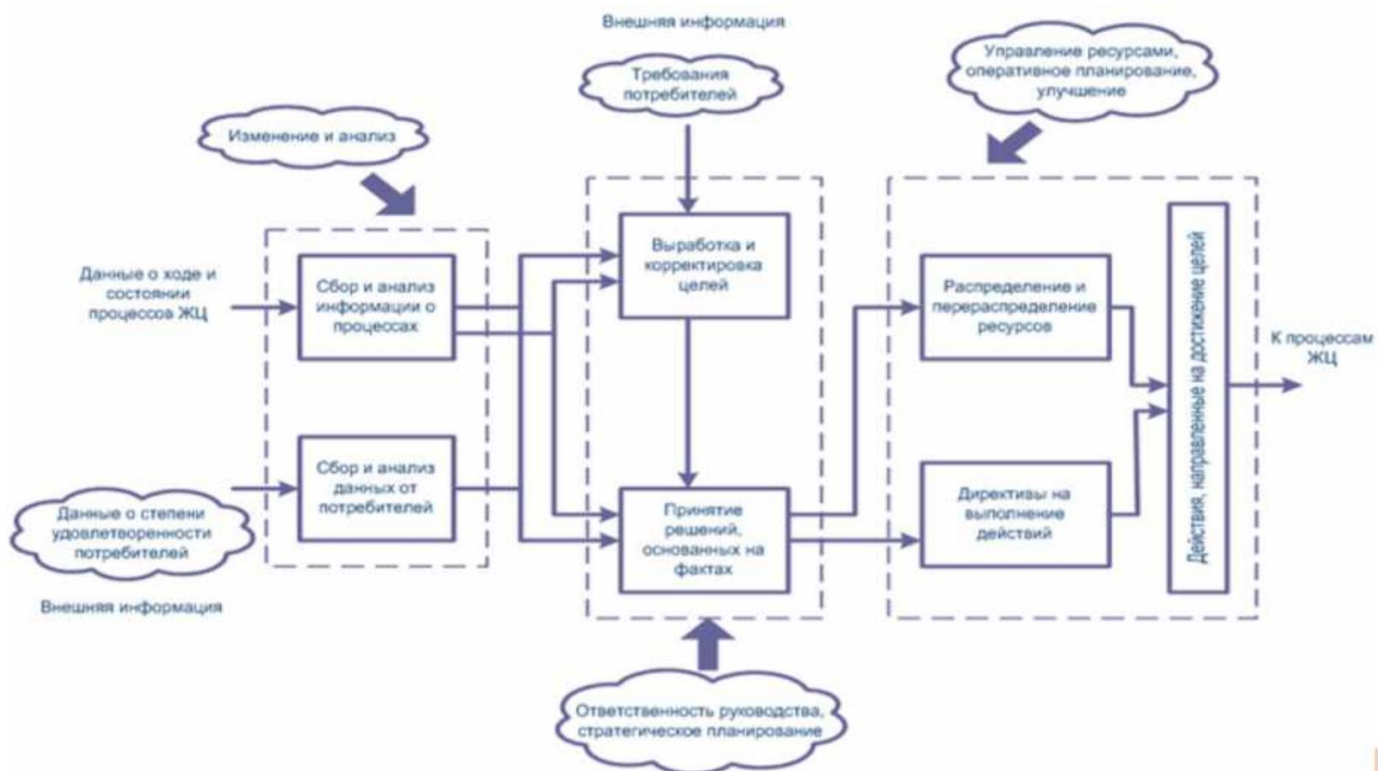 Внешняя информация
Требования
потребителей
Управление ресурсами,
оперативное планирование,
улучшение
Изменение и анализ
Данные о ходе и
состоянии
процессов ЖЦ
Сбор и анализ
информации о
процессах
Выработка и
корректировка
целей
Распределение и
перераспределение
ресурсов
Действия, направленные на достижение целей
К процессам
ЖЦ
Сбор и анализ
данных от
потребителей
Данные о степени
удовлетворенности
потребителей
Внешняя информация
Принятие
решений,
основанных на
фактах
Директивы на
выполнение
действий
Ответственность руководства,
стратегическое планирование